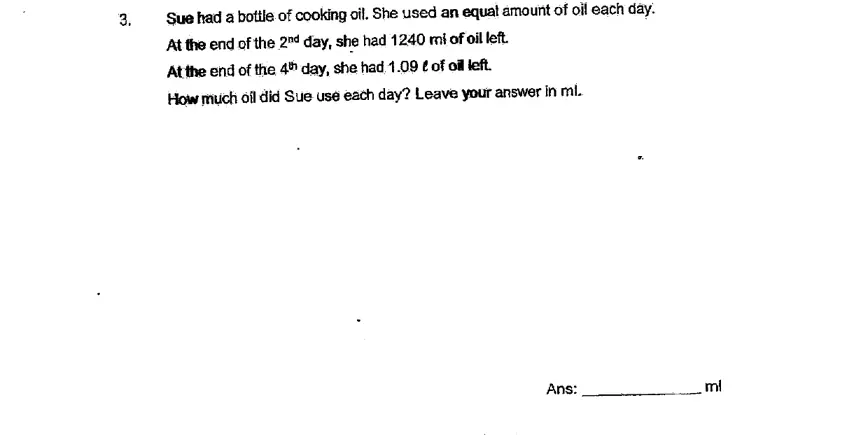 3. Sue had a bottle of cooking oil. She used an equal amount of oil each day.
At the end of the 2nd day, she had 1240 ml of oil left.
At the end of the 4th day, she had 1.09 ℓ of oil left.
How much oil did Sue use each day? Leave your answer in ml.
Ans: ______________ ml